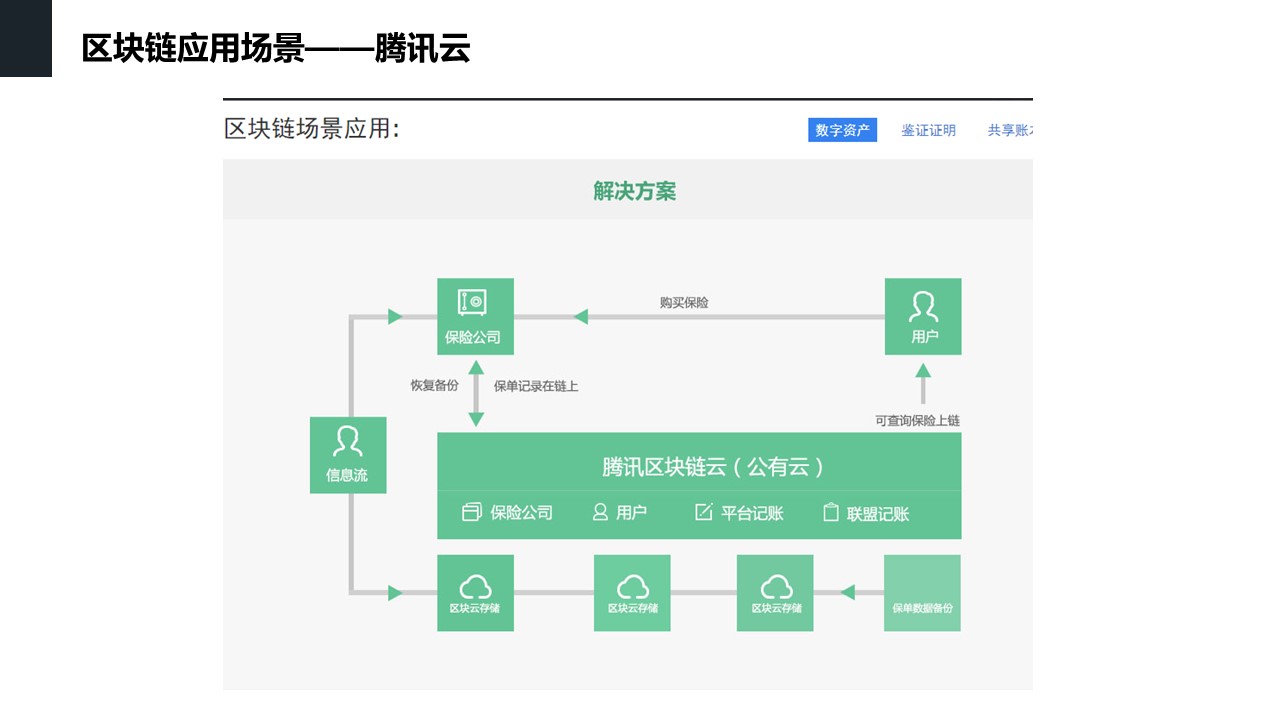 区块链应用场景——腾讯云
区块链场景应用:
数字资产 鉴证证明 共享账
解决方案
购买保险
保险公司
用户
恢复备份
保单记录在链上
可查询保险上链
信息流
腾讯区块链云（公有云）
保险公司 用户 平台记账 联盟记账
区块云存储 区块云存储 区块云存储 保单数据备份